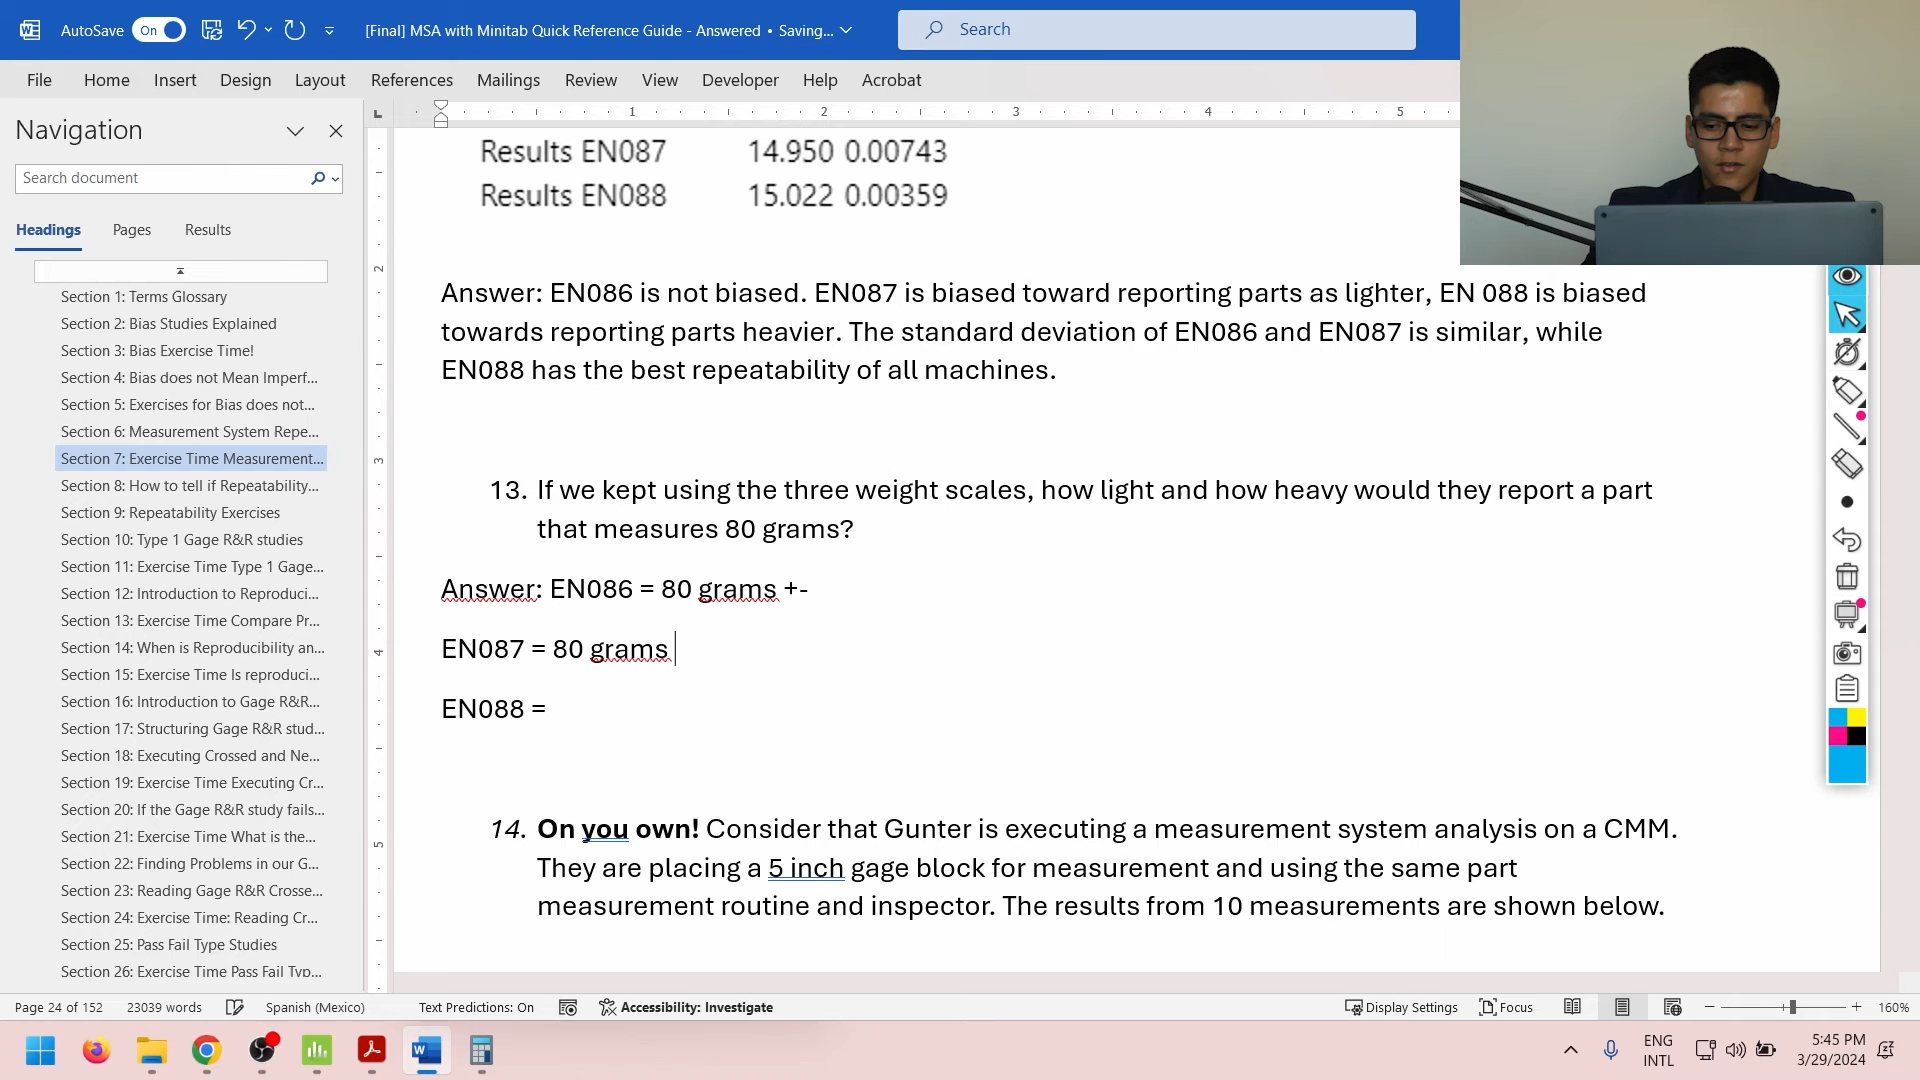 AutoSave On [Final] MSA with Minitab Quick Reference Guide - Answered • Saving... Search
File Home Insert Design Layout References Mailings Review View Developer Help Acrobat
Navigation
Search document
Headings Pages Results
Section 1: Terms Glossary
Section 2: Bias Studies Explained
Section 3: Bias Exercise Time!
Section 4: Bias does not Mean Imperf...
Section 5: Exercises for Bias does not...
Section 6: Measurement System Repe...
Section 7: Exercise Time Measurement...
Section 8: How to tell if Repeatability...
Section 9: Repeatability Exercises
Section 10: Type 1 Gage R&R studies
Section 11: Exercise Time Type 1 Gage...
Section 12: Introduction to Reproduci...
Section 13: Exercise Time Compare Pr...
Section 14: When is Reproducibility an...
Section 15: Exercise Time Is reproduci...
Section 16: Introduction to Gage R&R...
Section 17: Structuring Gage R&R stud...
Section 18: Executing Crossed and Ne...
Section 19: Exercise Time Executing Cr...
Section 20: If the Gage R&R study fails...
Section 21: Exercise Time What is the...
Section 22: Finding Problems in our G...
Section 23: Reading Gage R&R Crosse...
Section 24: Exercise Time: Reading Cr...
Section 25: Pass Fail Type Studies
Section 26: Exercise Time Pass Fail Typ...
1 2 3 4 5
2
3
4
5
Results EN087 14.950 0.00743
Results EN088 15.022 0.00359
Answer: EN086 is not biased. EN087 is biased toward reporting parts as lighter, EN 088 is biased
towards reporting parts heavier. The standard deviation of EN086 and EN087 is similar, while
EN088 has the best repeatability of all machines.
13. If we kept using the three weight scales, how light and how heavy would they report a part
that measures 80 grams?
Answer: EN086 = 80 grams +-
EN087 = 80 grams
EN088 =
14. On you own! Consider that Gunter is executing a measurement system analysis on a CMM.
They are placing a 5 inch gage block for measurement and using the same part
measurement routine and inspector. The results from 10 measurements are shown below.
Page 24 of 152 23039 words Spanish (Mexico) Text Predictions: On Accessibility: Investigate Display Settings Focus 160%
ENG
INTL
5:45 PM
3/29/2024